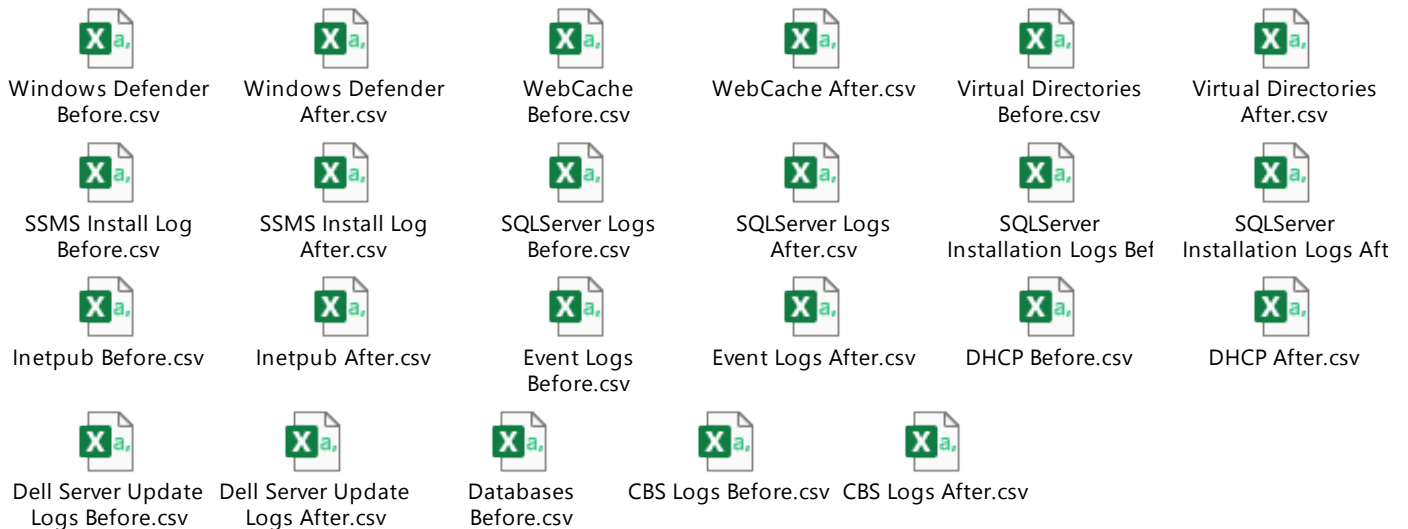 Windows Defender Before.csv
Windows Defender After.csv
WebCache Before.csv
WebCache After.csv
Virtual Directories Before.csv
Virtual Directories After.csv
SSMS Install Log Before.csv
SSMS Install Log After.csv
SQLServer Logs Before.csv
SQLServer Logs After.csv
SQLServer Installation Logs Bef
SQLServer Installation Logs Aft
Inetpub Before.csv
Inetpub After.csv
Event Logs Before.csv
Event Logs After.csv
DHCP Before.csv
DHCP After.csv
Dell Server Update Logs Before.csv
Dell Server Update Logs After.csv
Databases Before.csv
CBS Logs Before.csv
CBS Logs After.csv